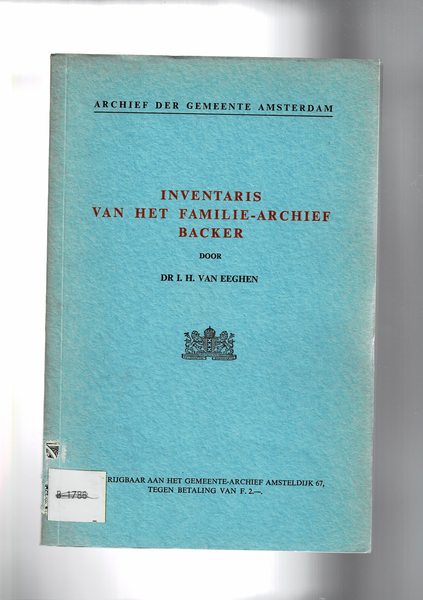 ARCHIEF DER GEMEENTE AMSTERDAM
INVENTARIS
VAN HET FAMILIE-ARCHIEF
BACKER
DOOR
DR I. H. VAN EEGHEN
RIJGBAAR AAN HET GEMEENTE-ARCHIEF AMSTELDIJK 67,
TEGEN BETALING VAN F. 2.—.
B 1788